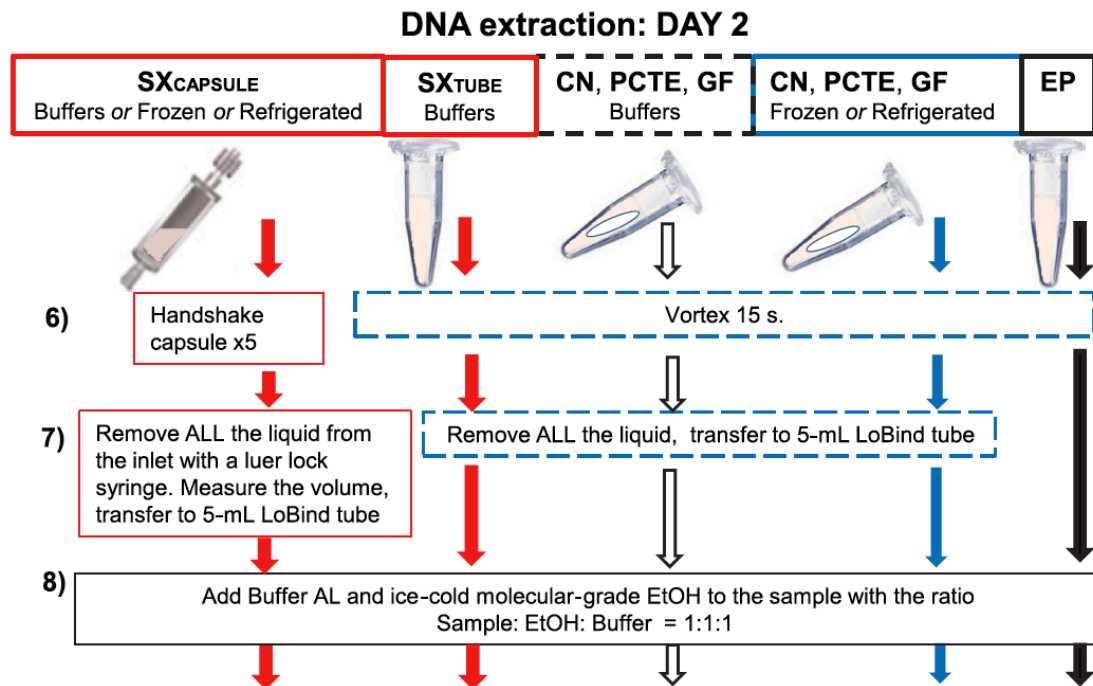 DNA extraction: DAY 2
SXCAPSULE
Buffers or Frozen or Refrigerated
SXTUBE
Buffers
CN, PCTE, GF
Buffers
CN, PCTE, GF
Frozen or Refrigerated
EP
6)
Handshake
capsule x5
Vortex 15 s.
7)
Remove ALL the liquid from
the inlet with a luer lock
syringe. Measure the volume,
transfer to 5-mL LoBind tube
Remove ALL the liquid, transfer to 5-mL LoBind tube
8)
Add Buffer AL and ice-cold molecular-grade EtOH to the sample with the ratio
Sample: EtOH: Buffer = 1:1:1